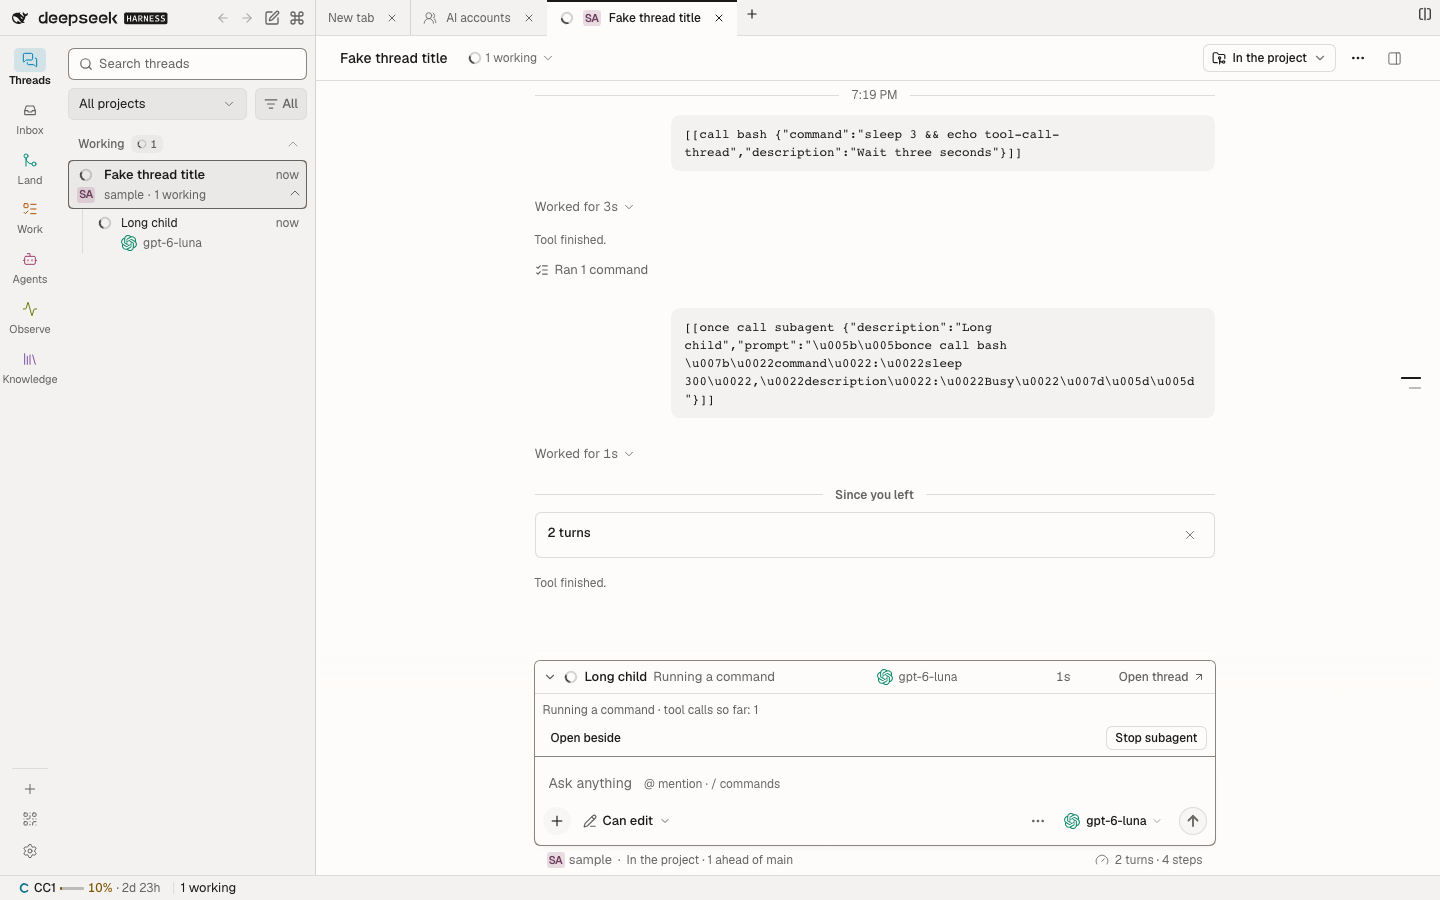 deepseek HARNESS
New tab
AI accounts
SA Fake thread title
Threads
Inbox
Land
Work
Agents
Observe
Knowledge
Search threads
All projects
All
Working 1
Fake thread title now
SA sample · 1 working
Long child now
gpt-6-luna
Fake thread title
1 working
In the project
7:19 PM
[[call bash {"command":"sleep 3 && echo tool-call-
thread","description":"Wait three seconds"}]]
Worked for 3s
Tool finished.
Ran 1 command
[[once call subagent {"description":"Long
child","prompt":"\u005b\u005bonce call bash
\u007b\u0022command\u0022:\u0022sleep
300\u0022,\u0022description\u0022:\u0022Busy\u0022\u007d\u005d\u005d
"}]]
Worked for 1s
Since you left
2 turns
Tool finished.
Long child Running a command gpt-6-luna 1s Open thread
Running a command · tool calls so far: 1
Open beside
Stop subagent
Ask anything @ mention · / commands
Can edit
gpt-6-luna
SA sample · In the project · 1 ahead of main
2 turns · 4 steps
C CC1 10% · 2d 23h
1 working